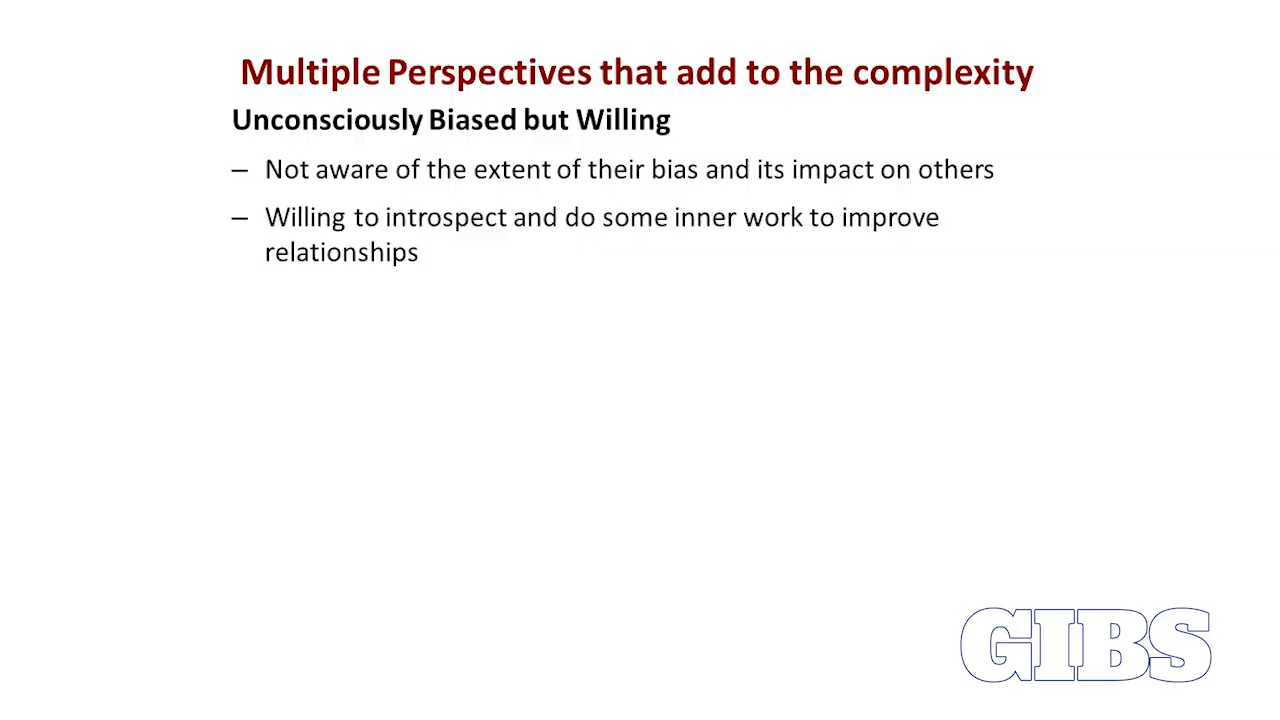 Multiple Perspectives that add to the complexity
Unconsciously Biased but Willing
– Not aware of the extent of their bias and its impact on others
– Willing to introspect and do some inner work to improve
relationships
GIBS